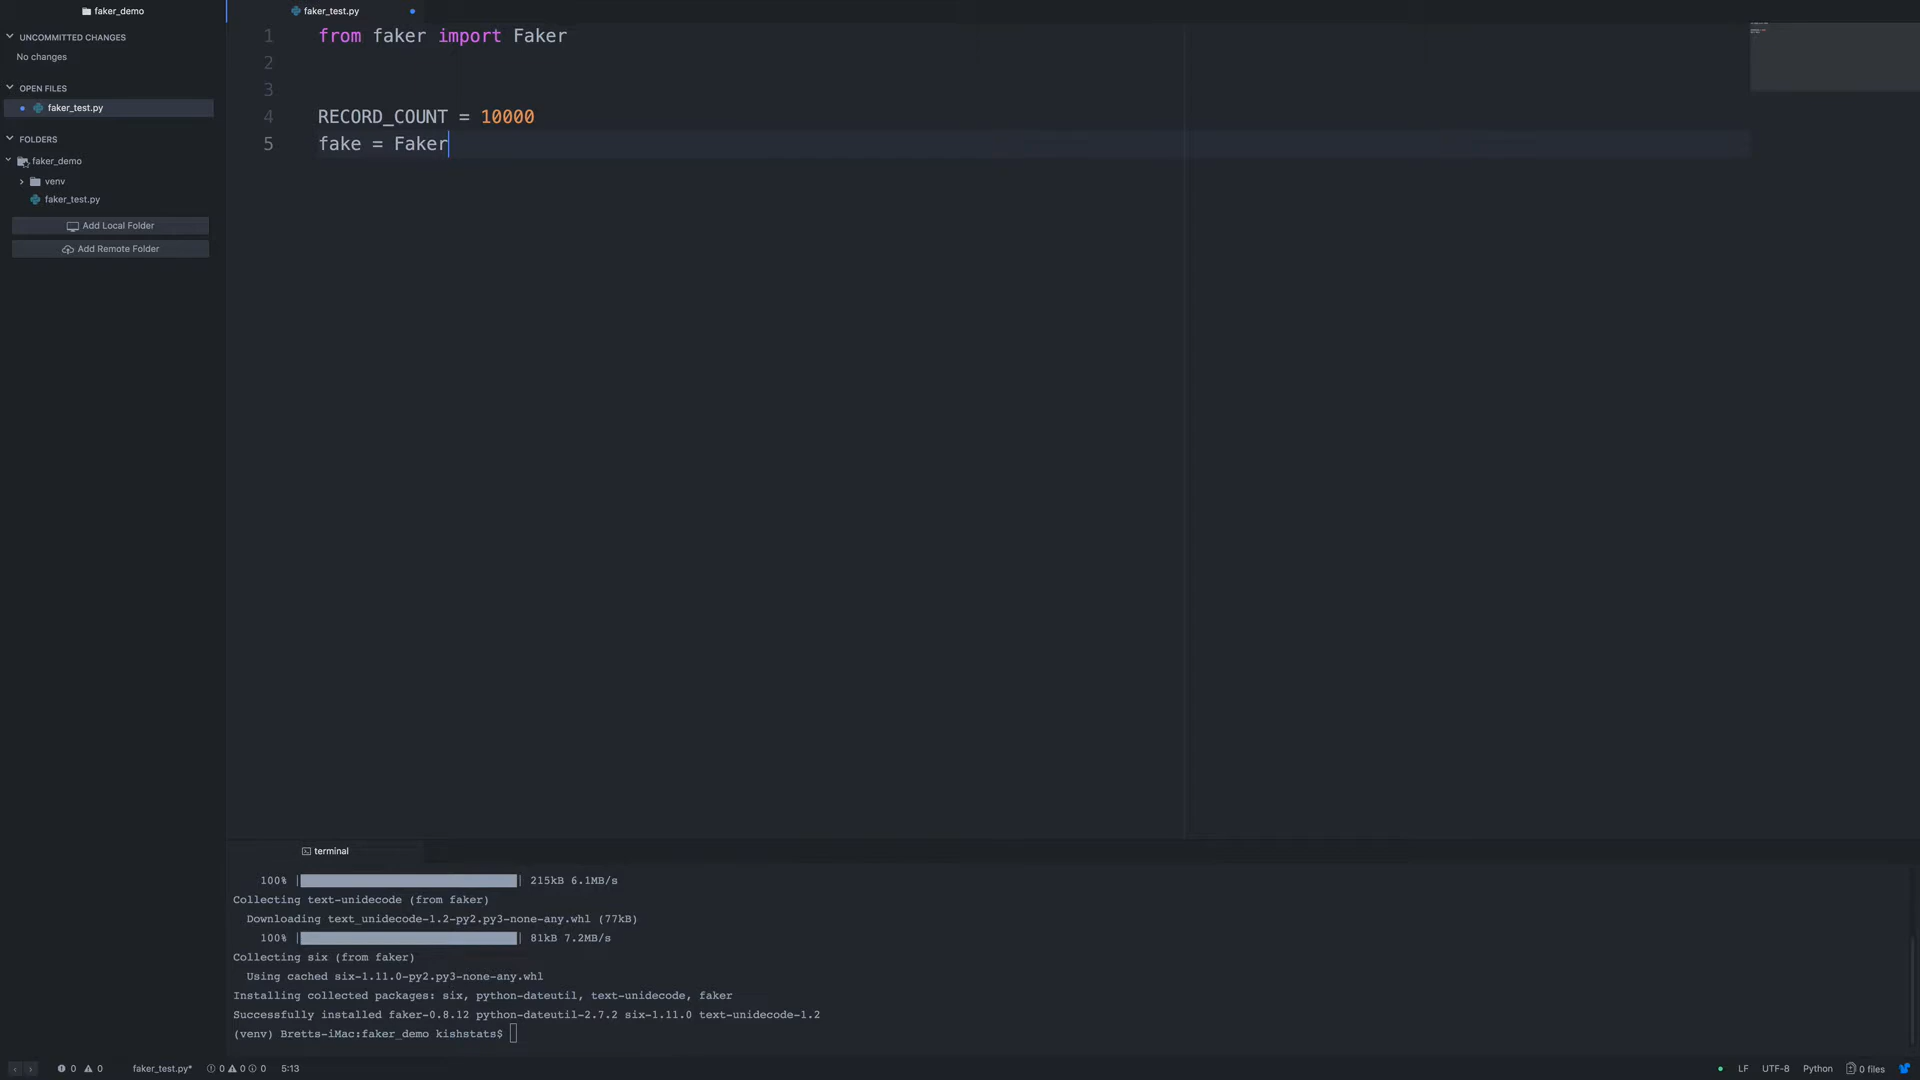 faker_demo
faker_test.py
UNCOMMITTED CHANGES
No changes
OPEN FILES
faker_test.py
FOLDERS
faker_demo
venv
faker_test.py
Add Local Folder
Add Remote Folder
1 from faker import Faker
2
3
4 RECORD_COUNT = 10000
5 fake = Faker
terminal
100% | | 215kB 6.1MB/s
Collecting text-unidecode (from faker)
Downloading text_unidecode-1.2-py2.py3-none-any.whl (77kB)
100% | | 81kB 7.2MB/s
Collecting six (from faker)
Using cached six-1.11.0-py2.py3-none-any.whl
Installing collected packages: six, python-dateutil, text-unidecode, faker
Successfully installed faker-0.8.12 python-dateutil-2.7.2 six-1.11.0 text-unidecode-1.2
(venv) Bretts-iMac:faker_demo kishstats$
0 0 faker_test.py* 0 0 0 5:13 LF UTF-8 Python 0 files